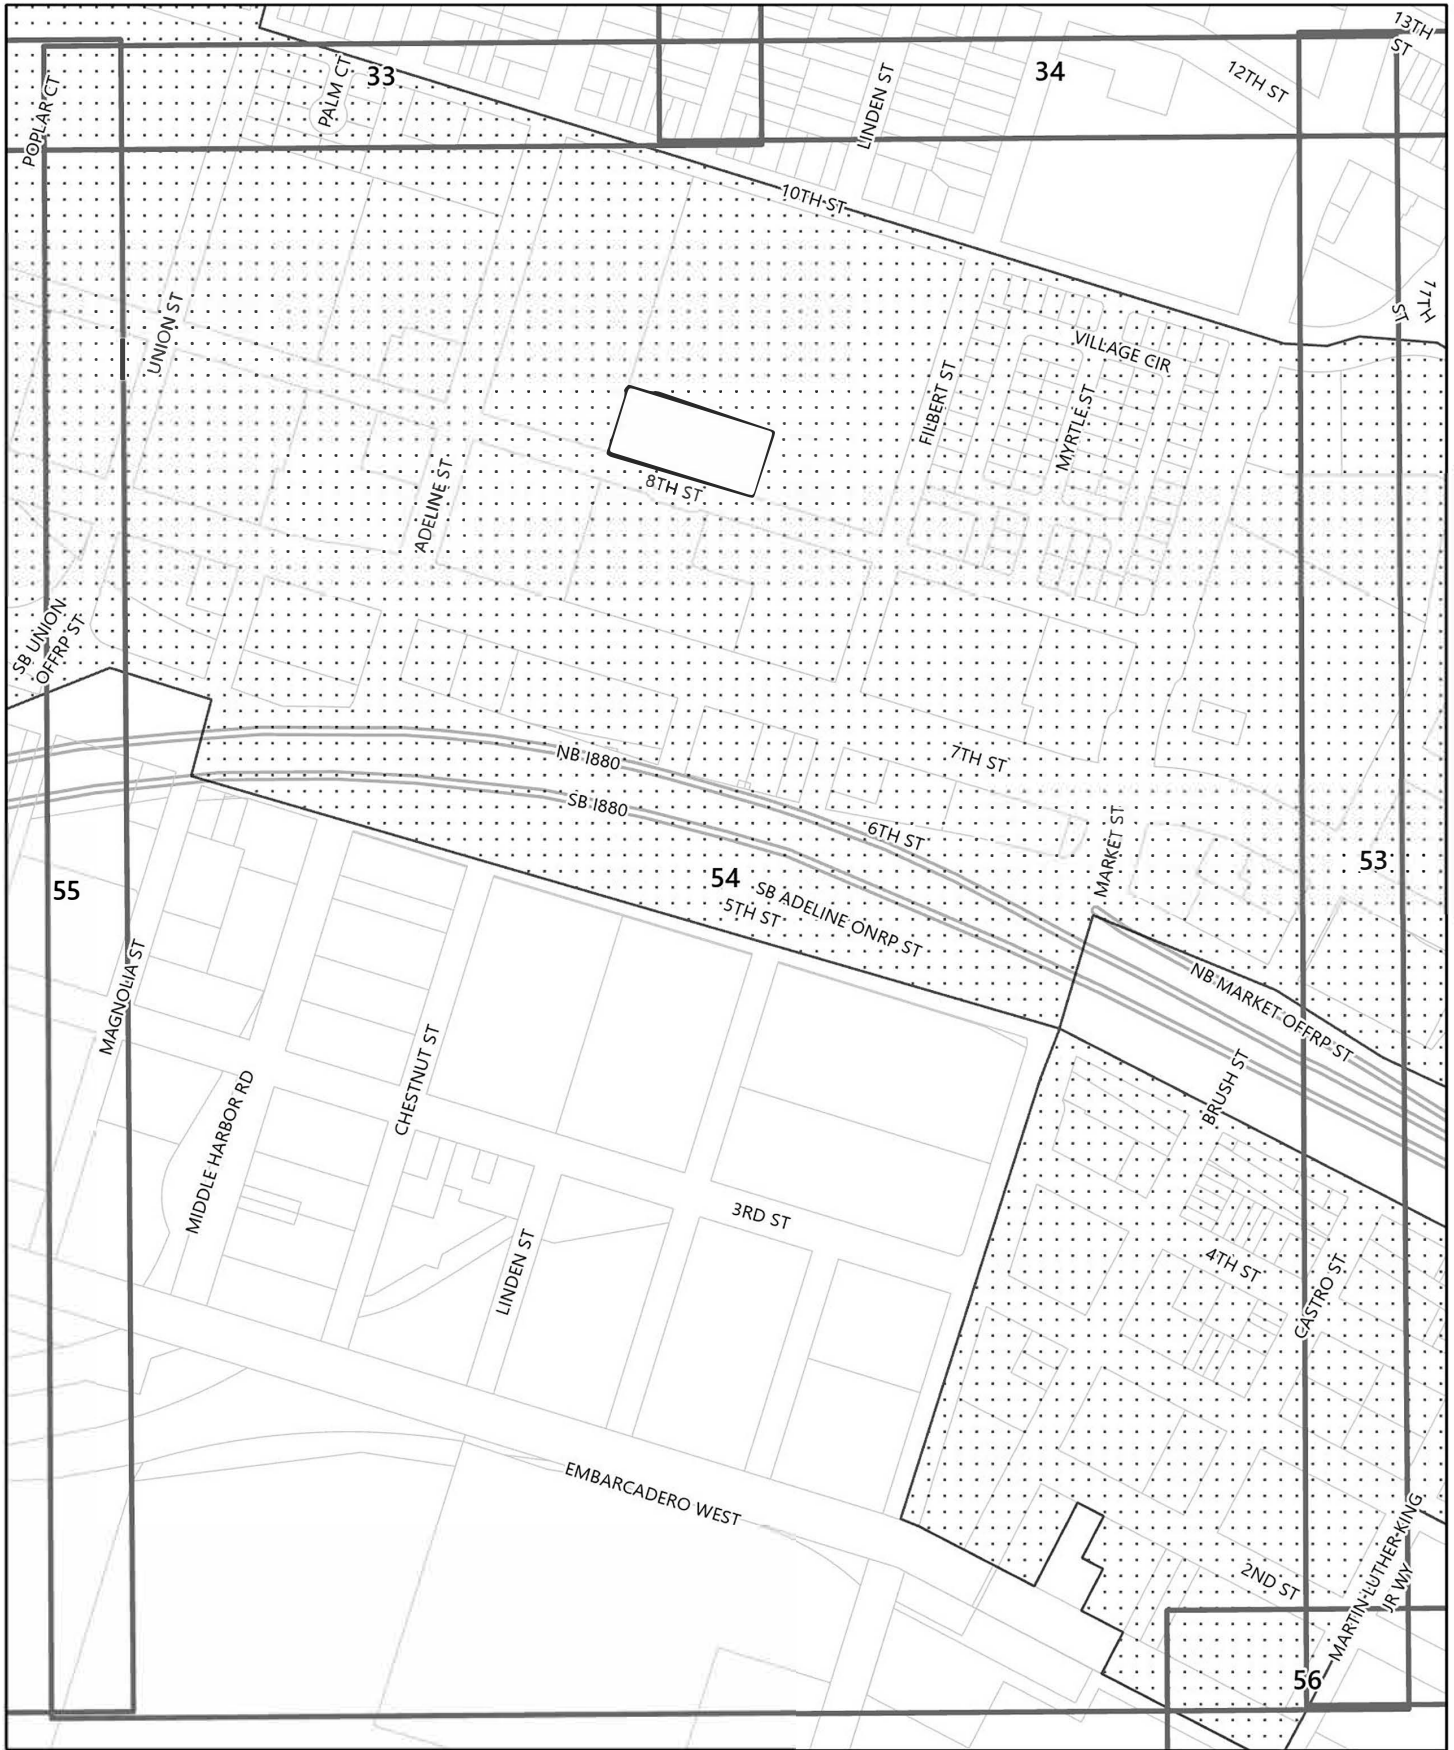 13TH
ST
33
34
12TH ST
PALM CT
POPLAR CT
LINDEN ST
10TH ST
11TH
ST
UNION ST
VILLAGE CIR
FILBERT ST
MYRTLE ST
8TH ST
ADELINE ST
SB UNION
OFFRP ST
NB I880
7TH ST
SB I880
6TH ST
MARKET ST
53
54
55
SB ADELINE ONRP ST
5TH ST
MAGNOLIA ST
NB MARKET OFFRP ST
CHESTNUT ST
BRUSH ST
MIDDLE HARBOR RD
3RD ST
LINDEN ST
4TH ST
CASTRO ST
EMBARCADERO WEST
2ND ST
MARTIN LUTHER KING
JR WY
56